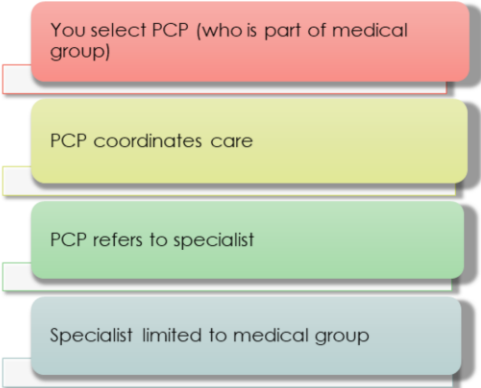 You select PCP (who is part of medical
group)
PCP coordinates care
PCP refers to specialist
Specialist limited to medical group